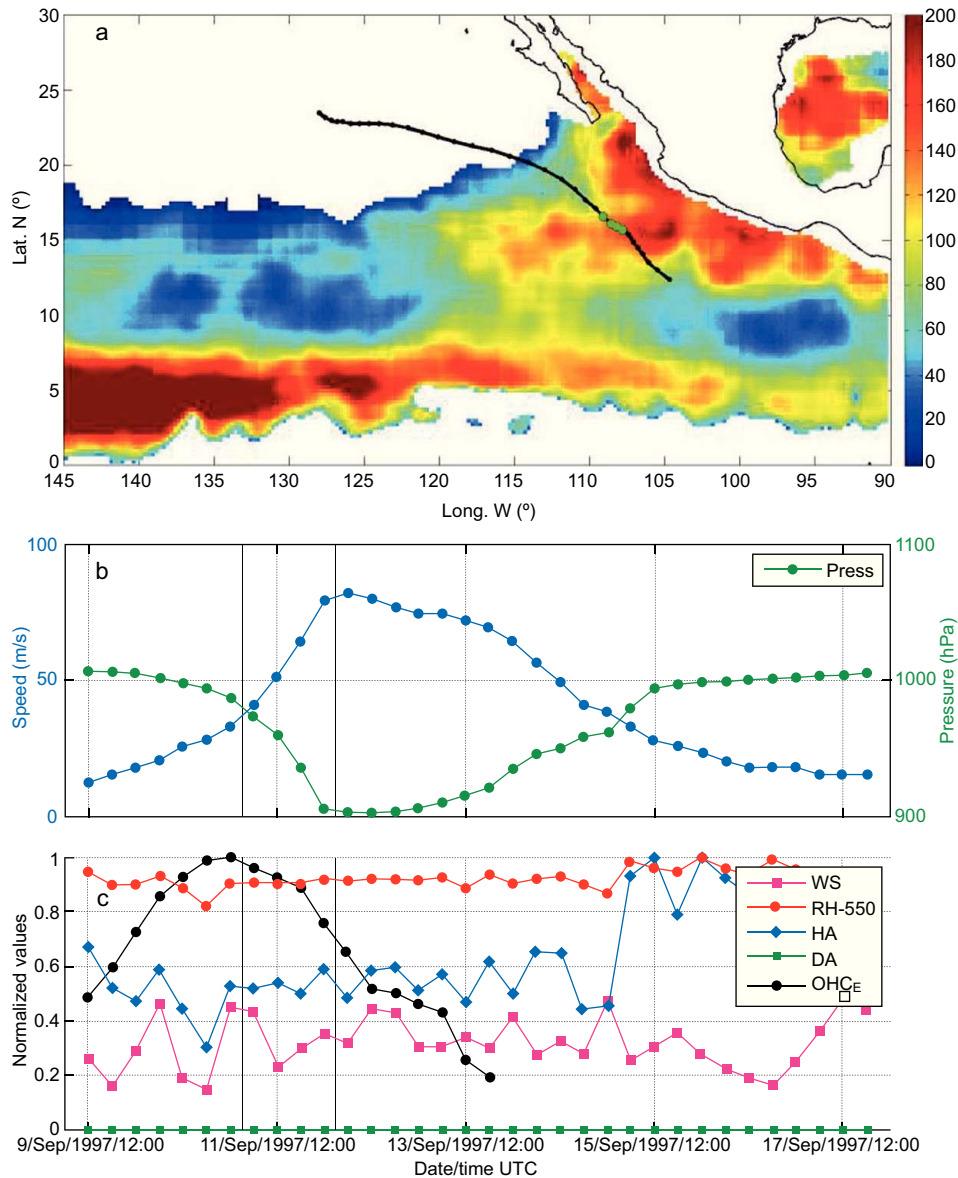 a
30
25
20
15
10
5
0
Lat. N (º)
145 140 135 130 125 120 115 110 105 100 95 90
Long. W (º)
200
180
160
140
120
100
80
60
40
20
0
b
100
50
0
Speed (m/s)
1100
1000
900
Pressure (hPa)
Press
c
1
0.8
0.6
0.4
0.2
0
Normalized values
WS
RH-550
HA
DA
OHCE
9/Sep/1997/12:00 11/Sep/1997/12:00 13/Sep/1997/12:00 15/Sep/1997/12:00 17/Sep/1997/12:00
Date/time UTC